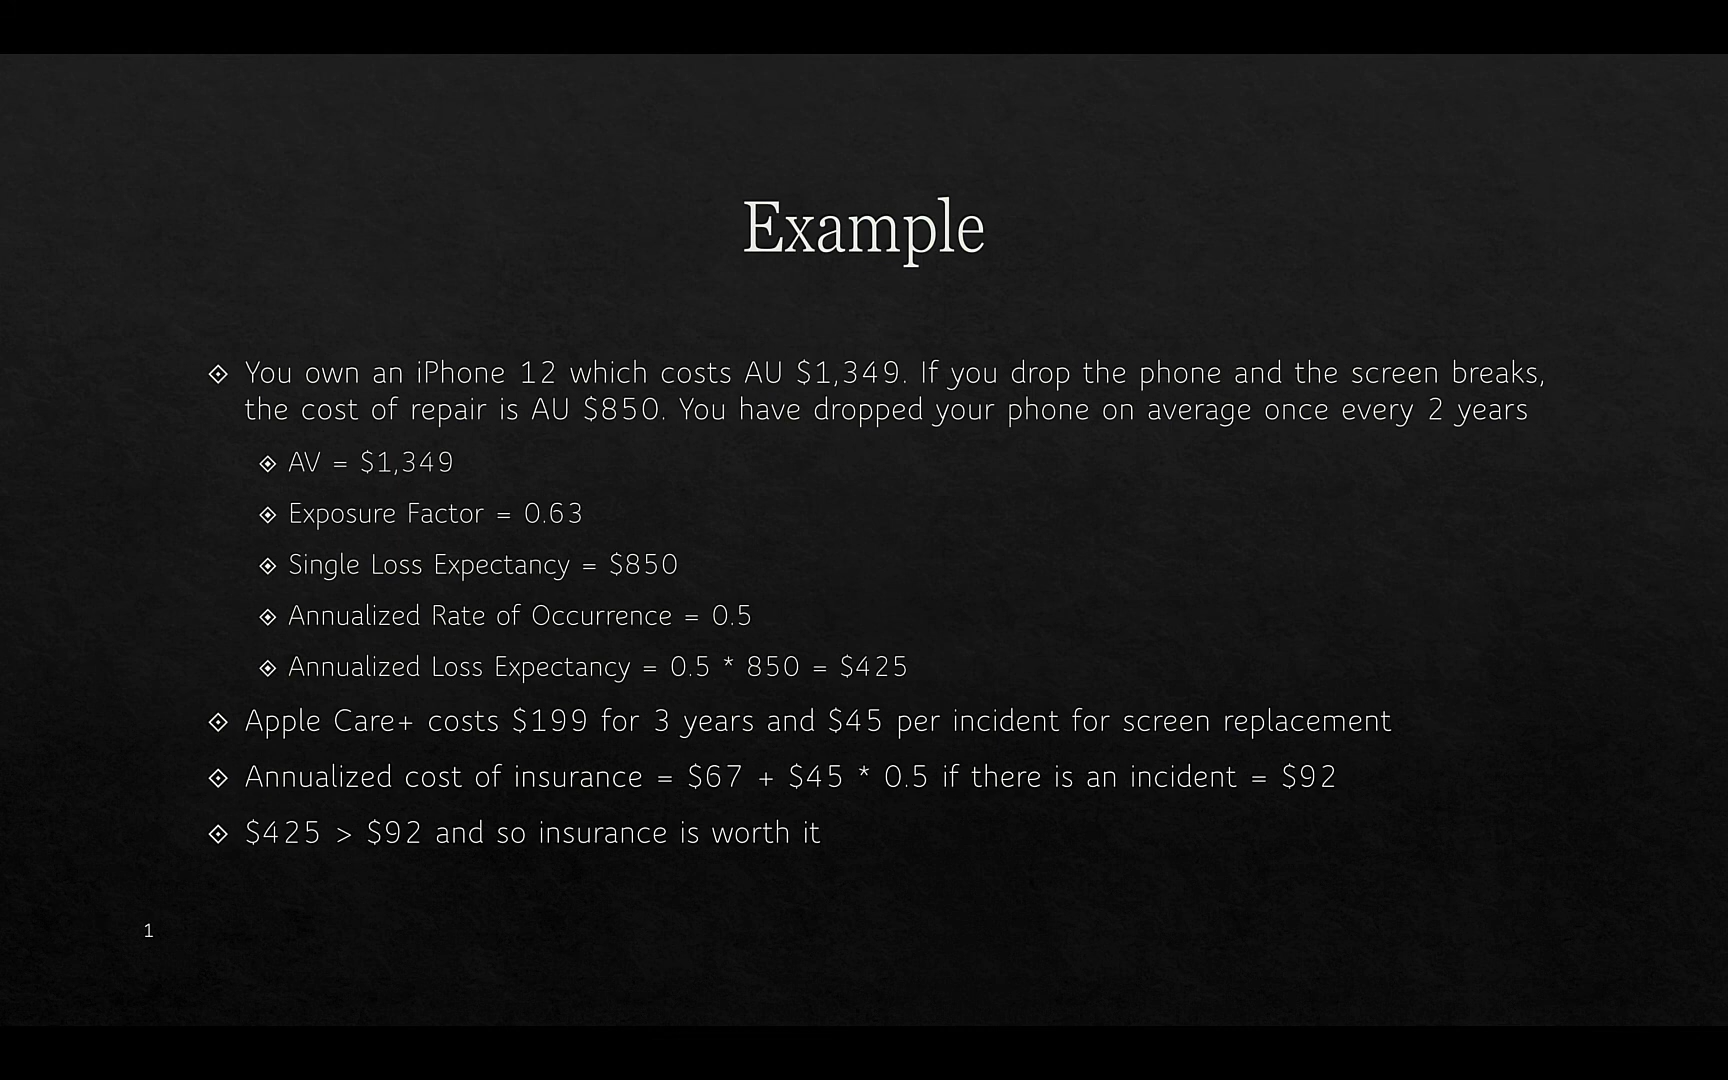 Example
You own an iPhone 12 which costs AU $1,349. If you drop the phone and the screen breaks,
the cost of repair is AU $850. You have dropped your phone on average once every 2 years
AV = $1,349
Exposure Factor = 0.63
Single Loss Expectancy = $850
Annualized Rate of Occurrence = 0.5
Annualized Loss Expectancy = 0.5 * 850 = $425
Apple Care+ costs $199 for 3 years and $45 per incident for screen replacement
Annualized cost of insurance = $67 + $45 * 0.5 if there is an incident = $92
$425 > $92 and so insurance is worth it
1